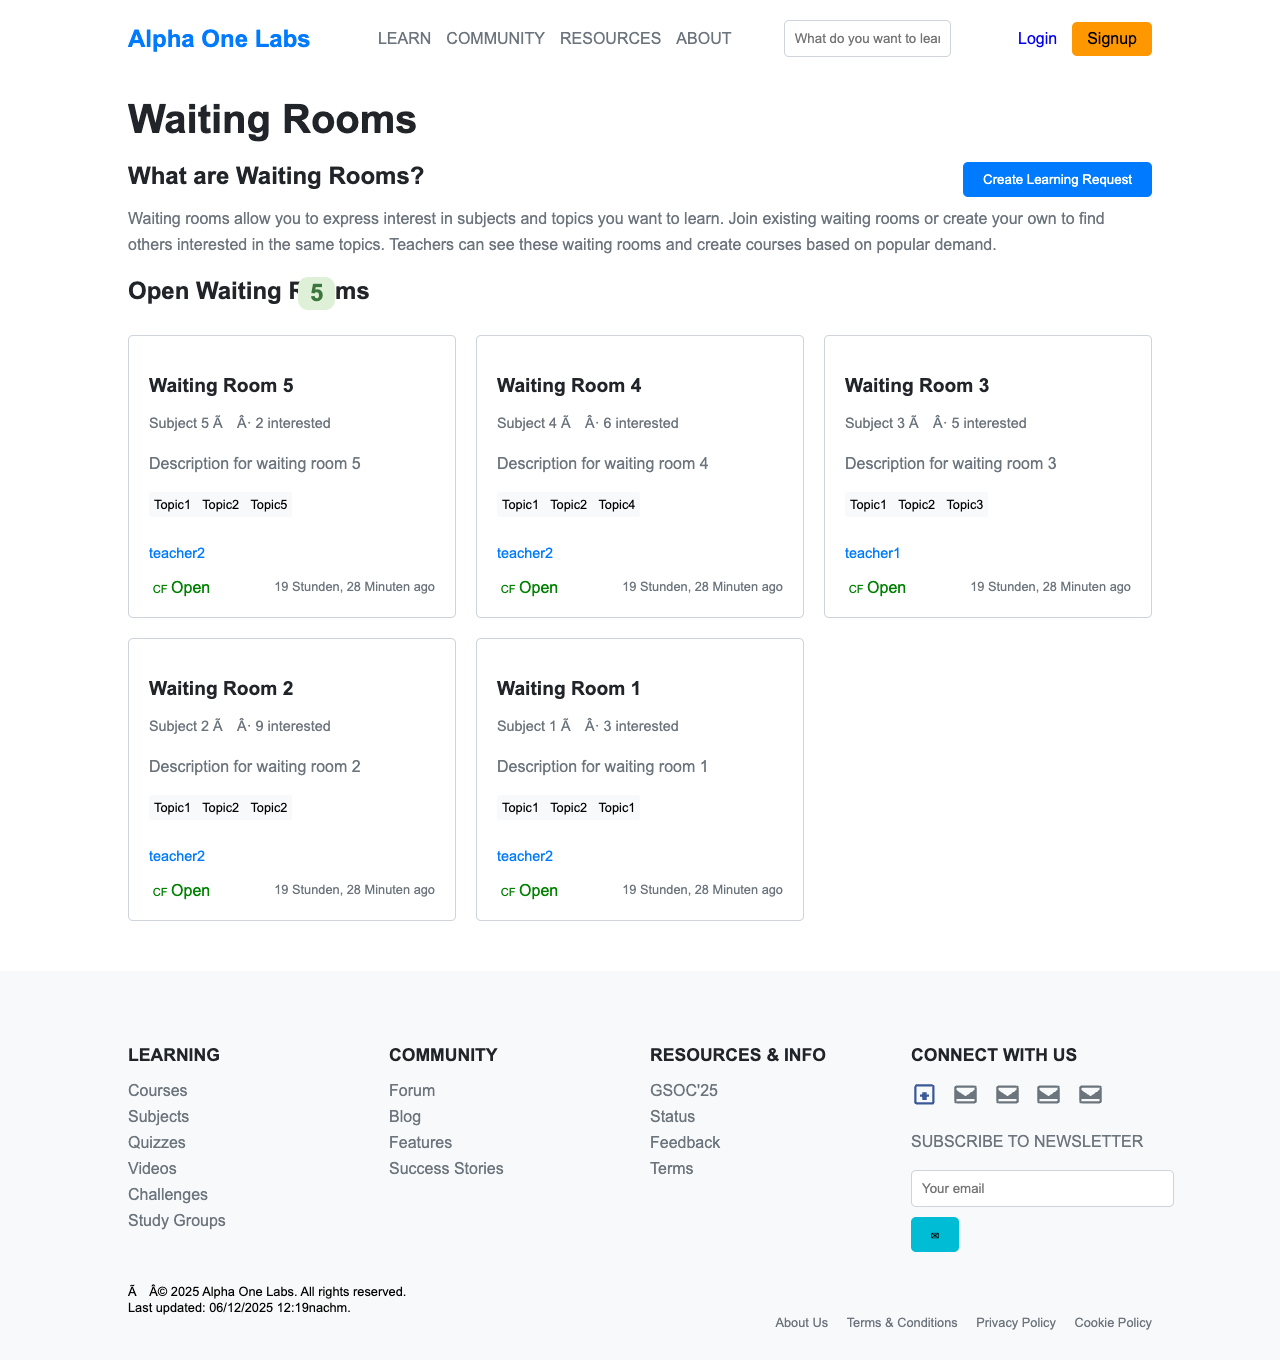 Alpha One Labs
LEARN COMMUNITY RESOURCES ABOUT
What do you want to lear
Login Signup
Waiting Rooms
What are Waiting Rooms?
Create Learning Request
Waiting rooms allow you to express interest in subjects and topics you want to learn. Join existing waiting rooms or create your own to find
others interested in the same topics. Teachers can see these waiting rooms and create courses based on popular demand.
Open Waiting
5
Waiting Room 5
Subject 5 Ã Â· 2 interested
Description for waiting room 5
Topic1 Topic2 Topic5
teacher2
CF Open 19 Stunden, 28 Minuten ago
Waiting Room 4
Subject 4 Ã Â· 6 interested
Description for waiting room 4
Topic1 Topic2 Topic4
teacher2
CF Open 19 Stunden, 28 Minuten ago
Waiting Room 3
Subject 3 Ã Â· 5 interested
Description for waiting room 3
Topic1 Topic2 Topic3
teacher1
CF Open 19 Stunden, 28 Minuten ago
Waiting Room 2
Subject 2 Ã Â· 9 interested
Description for waiting room 2
Topic1 Topic2 Topic2
teacher2
CF Open 19 Stunden, 28 Minuten ago
Waiting Room 1
Subject 1 Ã Â· 3 interested
Description for waiting room 1
Topic1 Topic2 Topic1
teacher2
CF Open 19 Stunden, 28 Minuten ago
LEARNING
Courses
Subjects
Quizzes
Videos
Challenges
Study Groups
COMMUNITY
Forum
Blog
Features
Success Stories
RESOURCES & INFO
GSOC'25
Status
Feedback
Terms
CONNECT WITH US
SUBSCRIBE TO NEWSLETTER
Your email
Ã Â© 2025 Alpha One Labs. All rights reserved.
Last updated: 06/12/2025 12:19nachm.
About Us Terms & Conditions Privacy Policy Cookie Policy